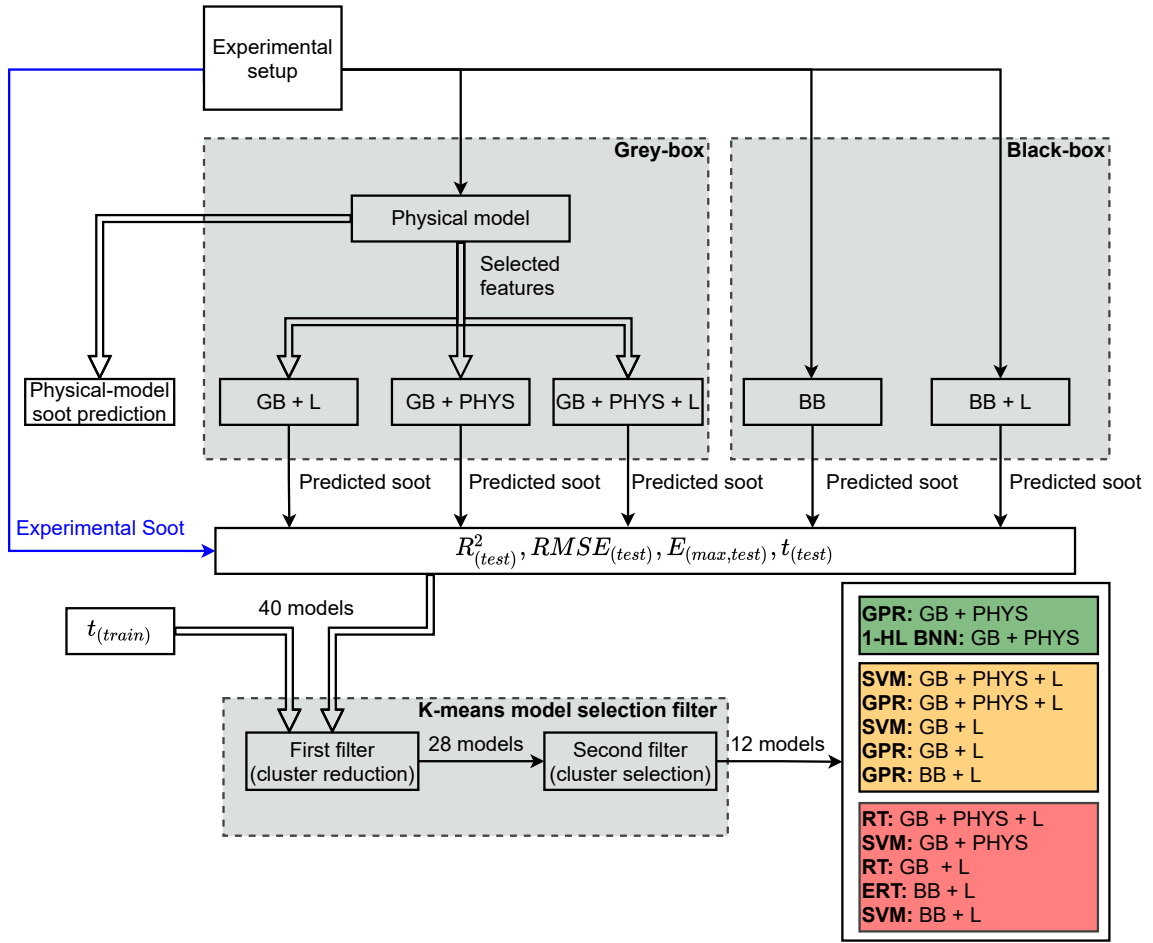 Experimental
setup
Grey-box
Black-box
Physical model
Selected
features
Physical-model
soot prediction
GB + L
GB + PHYS
GB + PHYS + L
BB
BB + L
Predicted soot
Predicted soot
Predicted soot
Predicted soot
Predicted soot
Experimental Soot
R²₍test₎, RMSE₍test₎, E₍max,test₎, t₍test₎
40 models
t₍train₎
K-means model selection filter
First filter
(cluster reduction)
28 models
Second filter
(cluster selection)
12 models
GPR: GB + PHYS
1-HL BNN: GB + PHYS
SVM: GB + PHYS + L
GPR: GB + PHYS + L
SVM: GB + L
GPR: GB + L
GPR: BB + L
RT: GB + PHYS + L
SVM: GB + PHYS
RT: GB + L
ERT: BB + L
SVM: BB + L